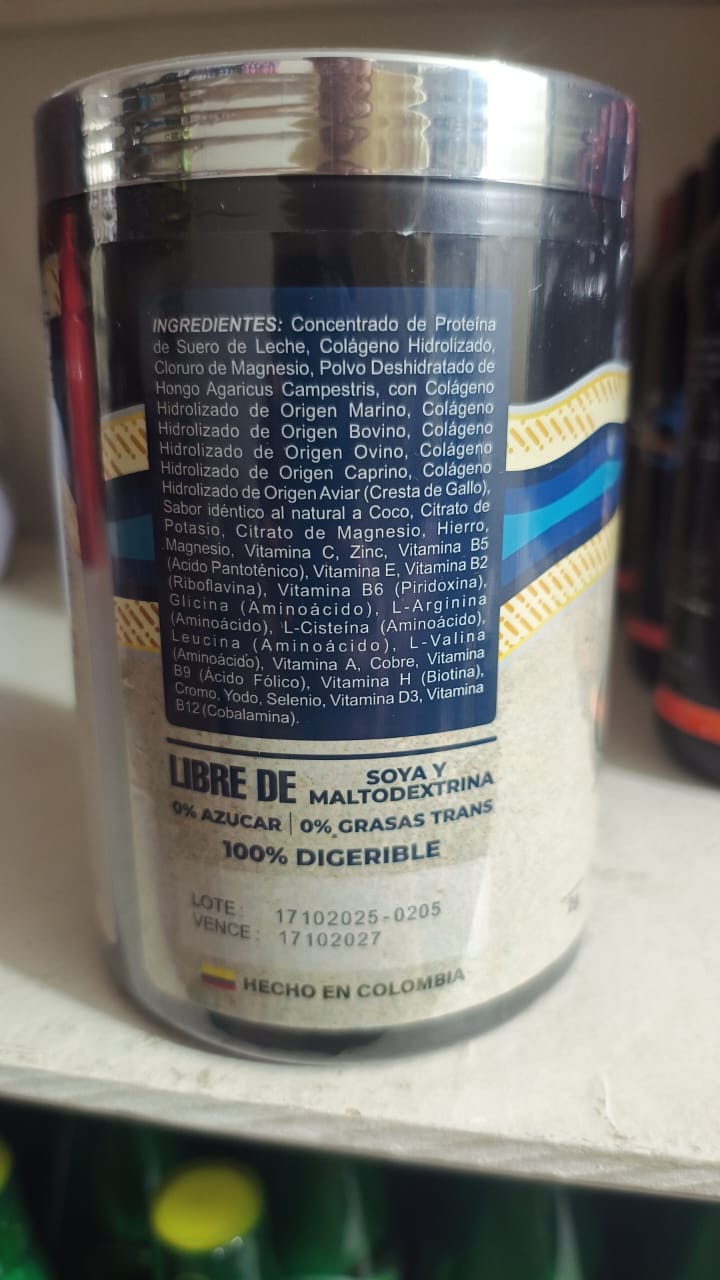 INGREDIENTES: Concentrado de Proteína
de Suero de Leche, Colágeno Hidrolizado,
Cloruro de Magnesio, Polvo Deshidratado de
Hongo Agaricus Campestris, con Colágeno
Hidrolizado de Origen Marino, Colágeno
Hidrolizado de Origen Bovino, Colágeno
Hidrolizado de Origen Ovino, Colágeno
Hidrolizado de Origen Caprino, Colágeno
Hidrolizado de Origen Aviar (Cresta de Gallo),
Sabor idéntico al natural a Coco, Citrato de
Potasio, Citrato de Magnesio, Hierro,
Magnesio, Vitamina C, Zinc, Vitamina B5
(Acido Pantoténico), Vitamina E, Vitamina B2
(Riboflavina), Vitamina B6 (Piridoxina),
Glicina (Aminoácido), L-Arginina
(Aminoácido), L-Cisteína (Aminoácido),
Leucina (Aminoácido), L-Valina
(Aminoácido), Vitamina A, Cobre, Vitamina
B9 (Ácido Fólico), Vitamina H (Biotina),
Cromo, Yodo, Selenio, Vitamina D3, Vitamina
B12 (Cobalamina).
LIBRE DE SOYA Y
MALTODEXTRINA
0% AZUCAR | 0% GRASAS TRANS
100% DIGERIBLE
LOTE: 17102025-0205
VENCE: 17102027
HECHO EN COLOMBIA